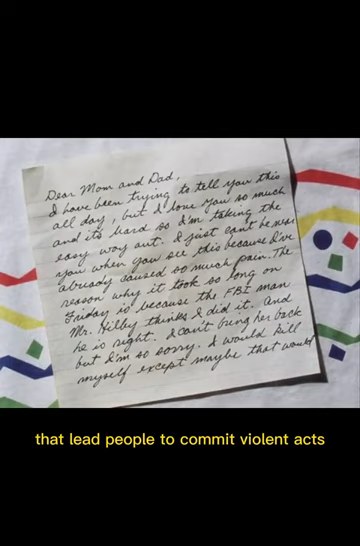 Dear Mom and Dad,
I have been trying to tell you this
all day, but I love you so much
and its hard so I'm taking the
easy way out. I just can't be near
you when you see this because I've
already caused so much pain. The
reason why it took so long on
Friday is because the FBI man
Mr. Hilby thinks I did it. And
he is right. I can't bring her back
but I'm so sorry. I would kill
myself except maybe that would
that lead people to commit violent acts